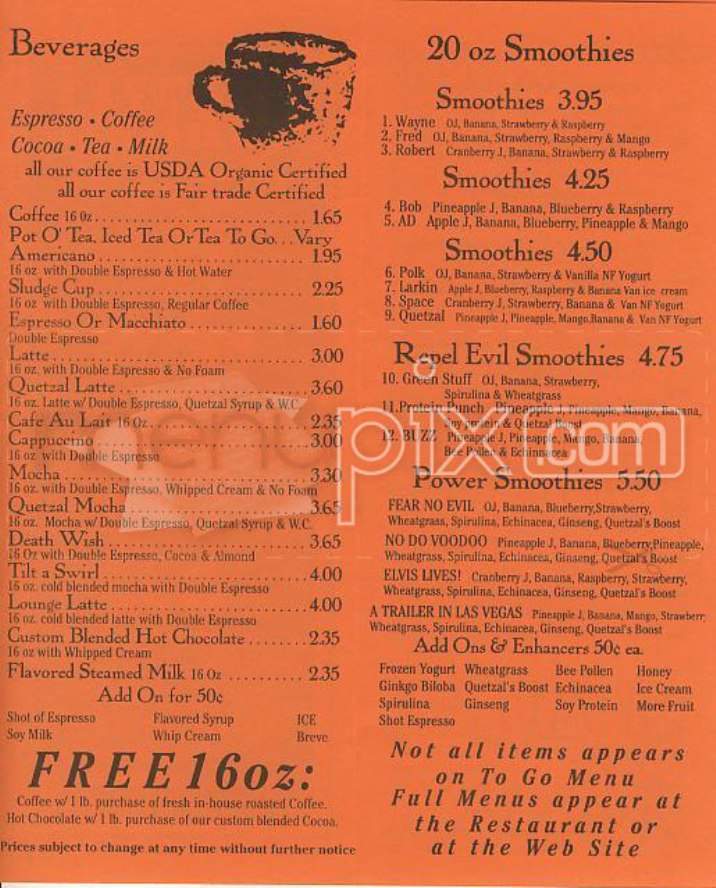 Beverages
Espresso • Coffee
Cocoa • Tea • Milk
all our coffee is USDA Organic Certified
all our coffee is Fair trade Certified
Coffee 16 0z 1.65
Pot O' Tea, Iced Tea Or Tea To Go...Vary
Americano 1.95
16 oz with Double Espresso & Hot Water
Sludge Cup 2.25
16 oz with Double Espresso, Regular Coffee
Espresso Or Macchiato 1.60
Double Espresso
Latte 3.00
16 oz. with Double Espresso & No Foam
Quetzal Latte 3.60
16 oz. Latte w/ Double Espresso, Quetzal Syrup & W.C.
Cafe Au Lait 16 Oz. 2.35
Cappuccino 3.00
16 oz. with Double Espresso
Mocha 3.30
16 oz. with Double Espresso, Whipped Cream & No Foam
Quetzal Mocha 3.65
16 oz. Mocha w/ Double Espresso, Quetzal Syrup & W.C.
Death Wish 3.65
16 Oz with Double Espresso, Cocoa & Almond
Tilt a Swirl 4.00
16 oz. cold blended mocha with Double Espresso
Lounge Latte 4.00
16 oz. cold blended latte with Double Espresso
Custom Blended Hot Chocolate 2.35
16 oz with Whipped Cream
Flavored Steamed Milk 16 Oz 2.35
Add On for 50¢
Shot of Espresso Flavored Syrup ICE
Soy Milk Whip Cream Breve
FREE 16oz:
Coffee w/ 1 lb. purchase of fresh in-house roasted Coffee.
Hot Chocolate w/ 1 lb. purchase of our custom blended Cocoa.
Prices subject to change at any time without further notice
20 oz Smoothies
Smoothies 3.95
1. Wayne OJ, Banana, Strawberry & Raspberry
2. Fred OJ, Banana, Strawberry, Raspberry & Mango
3. Robert Cranberry J, Banana, Strawberry & Raspberry
Smoothies 4.25
4. Bob Pineapple J, Banana, Blueberry & Raspberry
5. AD Apple J, Banana, Blueberry, Pineapple & Mango
Smoothies 4.50
6. Polk OJ, Banana, Strawberry & Vanilla NF Yogurt
7. Larkin Apple J, Blueberry, Raspberry & Banana Van ice cream
8. Space Cranberry J, Strawberry, Banana & Van NF Yogurt
9. Quetzal Pineapple J, Pineapple, Mango,Banana & Van NF Yogurt
Repel Evil Smoothies 4.75
10. Green Stuff OJ, Banana, Strawberry,
Spirulina & Wheatgrass
11.Protein Punch Pineapple J, Pineapple, Mango, Banana,
Soy Protein & Quetzal Boost
12. BUZZ Pineapple J, Pineapple, Mango, Banana,
Bee Pollen & Echinacea
Power Smoothies 5.50
FEAR NO EVIL OJ, Banana, Blueberry,Strawberry,
Wheatgrass, Spirulina, Echinacea, Ginseng, Quetzal's Boost
NO DO VOODOO Pineapple J, Banana, Blueberry,Pineapple,
Wheatgrass, Spirulina, Echinacea, Ginseng, Quetzal's Boost
ELVIS LIVES! Cranberry J, Banana, Raspberry, Strawberry,
Wheatgrass, Spirulina, Echinacea, Ginseng, Quetzal's Boost
A TRAILER IN LAS VEGAS Pineapple J, Banana, Mango, Strawberr
Wheatgrass, Spirulina, Echinacea, Ginseng, Quetzal's Boost
Add Ons & Enhancers 50¢ ea.
Frozen Yogurt Wheatgrass Bee Pollen Honey
Ginkgo Biloba Quetzal's Boost Echinacea Ice Cream
Spirulina Ginseng Soy Protein More Fruit
Shot Espresso
Not all items appears
on To Go Menu
Full Menus appear at
the Restaurant or
at the Web Site